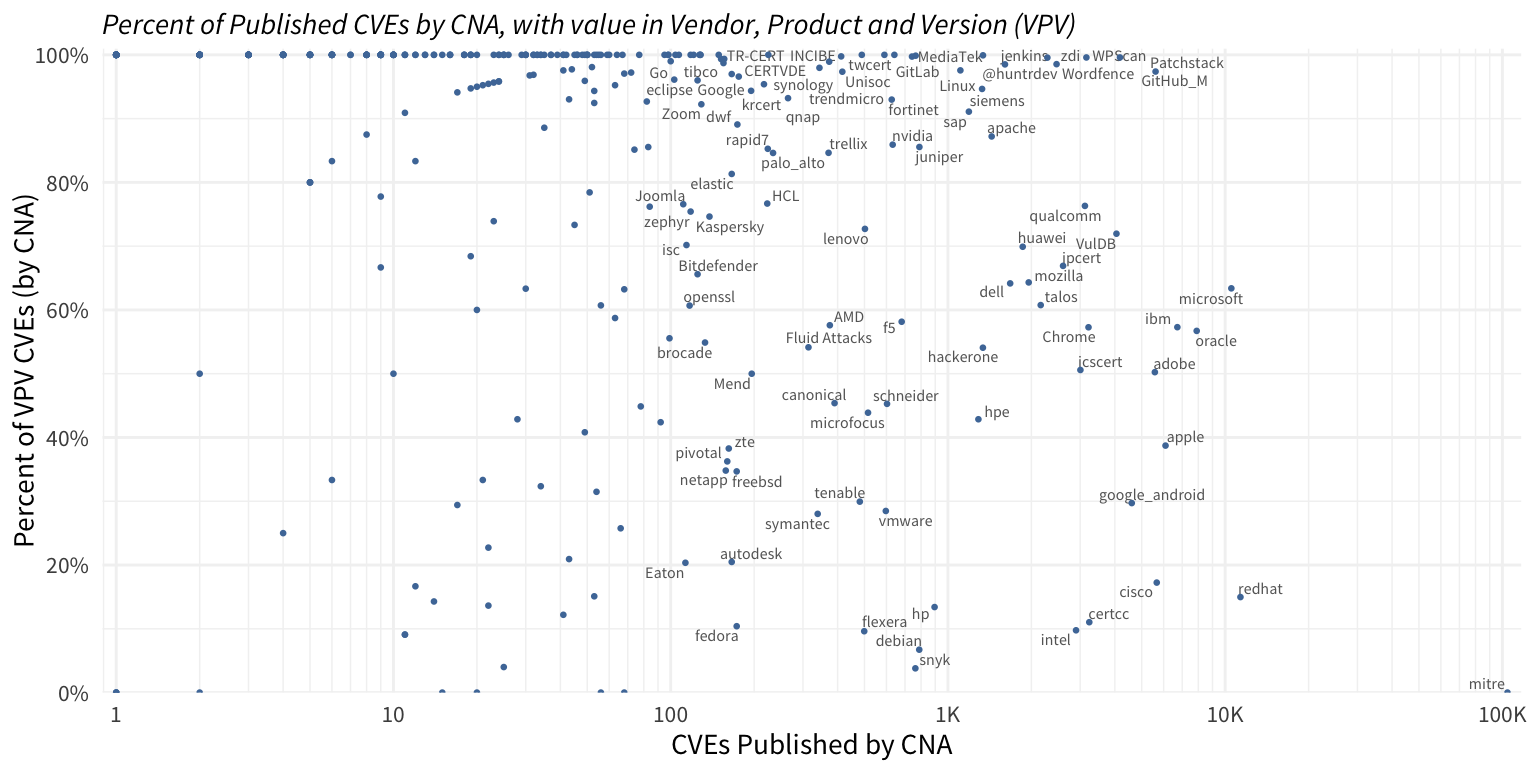 Percent of Published CVEs by CNA, with value in Vendor, Product and Version (VPV)
Percent of VPV CVEs (by CNA)
100%
80%
60%
40%
20%
0%
TR-CERT INCIBE
MediaTek
jenkins
zdi
WPScan
Patchstack
Go
tibco
CERTVDE
twcert
GitLab
@huntrdev
Wordfence
GitHub_M
eclipse
Google
synology
Unisoc
Linux
Zoom
dwf
krcert
qnap
trendmicro
fortinet
siemens
sap
apache
rapid7
palo_alto
trellix
nvidia
juniper
elastic
Joomla
HCL
zephyr
Kaspersky
lenovo
qualcomm
isc
huawei
VulDB
jpcert
Bitdefender
mozilla
dell
talos
openssl
microsoft
AMD
f5
Fluid Attacks
Chrome
ibm
oracle
brocade
hackerone
icscert
adobe
Mend
canonical
schneider
microfocus
hpe
zte
pivotal
apple
netapp
freebsd
tenable
google_android
symantec
vmware
autodesk
Eaton
cisco
redhat
hp
certcc
flexera
fedora
debian
intel
snyk
mitre
1
10
100
1K
10K
100K
CVEs Published by CNA